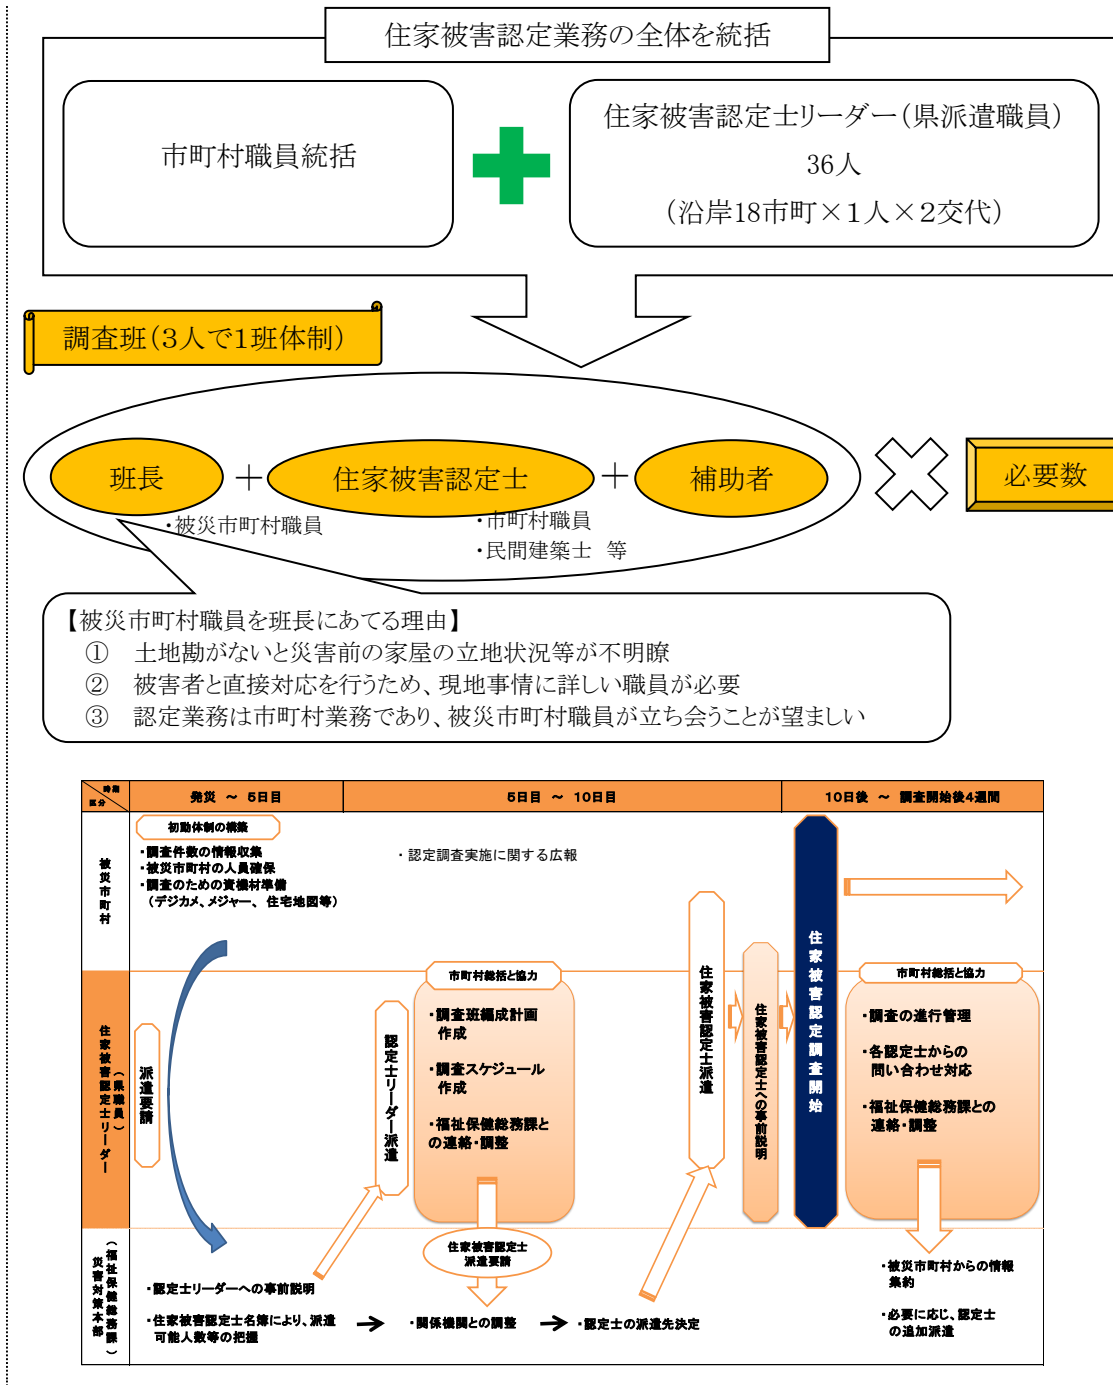 住家被害認定業務の全体を統括
市町村職員統括
住家被害認定士リーダー(県派遣職員)
36人
(沿岸18市町×1人×2交代)
調査班(3人で1班体制)
班長
+
住家被害認定士
+
補助者
必要数
・被災市町村職員
・市町村職員
・民間建築士 等
【被災市町村職員を班長にあてる理由】
① 土地勘がないと災害前の家屋の立地状況等が不明瞭
② 被害者と直接対応を行うため、現地事情に詳しい職員が必要
③ 認定業務は市町村業務であり、被災市町村職員が立ち会うことが望ましい
時期
区分
発災 ～ 5日目
5日目 ～ 10日目
10日後 ～ 調査開始後4週間
被災市町村
初動体制の構築
・調査件数の情報収集
・被災市町村の人員確保
・調査のための資機材準備
(デジカメ、メジャー、住宅地図等)
・認定調査実施に関する広報
住家被害認定士リーダー
(県職員)
派遣要請
認定士リーダー派遣
市町村総括と協力
・調査班編成計画
作成
・調査スケジュール
作成
・福祉保健総務課と
の連絡・調整
住家被害認定士派遣
住家被害認定士への事前説明
住家被害認定調査開始
市町村総括と協力
・調査の進行管理
・各認定士からの
問い合わせ対応
・福祉保健総務課との
連絡・調整
災害対策本部
(福祉保健総務課)
住家被害認定士
派遣要請
・認定士リーダーへの事前説明
・住家被害認定士名簿により、派遣
可能人数等の把握
・関係機関との調整
・認定士の派遣先決定
・被災市町村からの情報
集約
・必要に応じ、認定士
の追加派遣